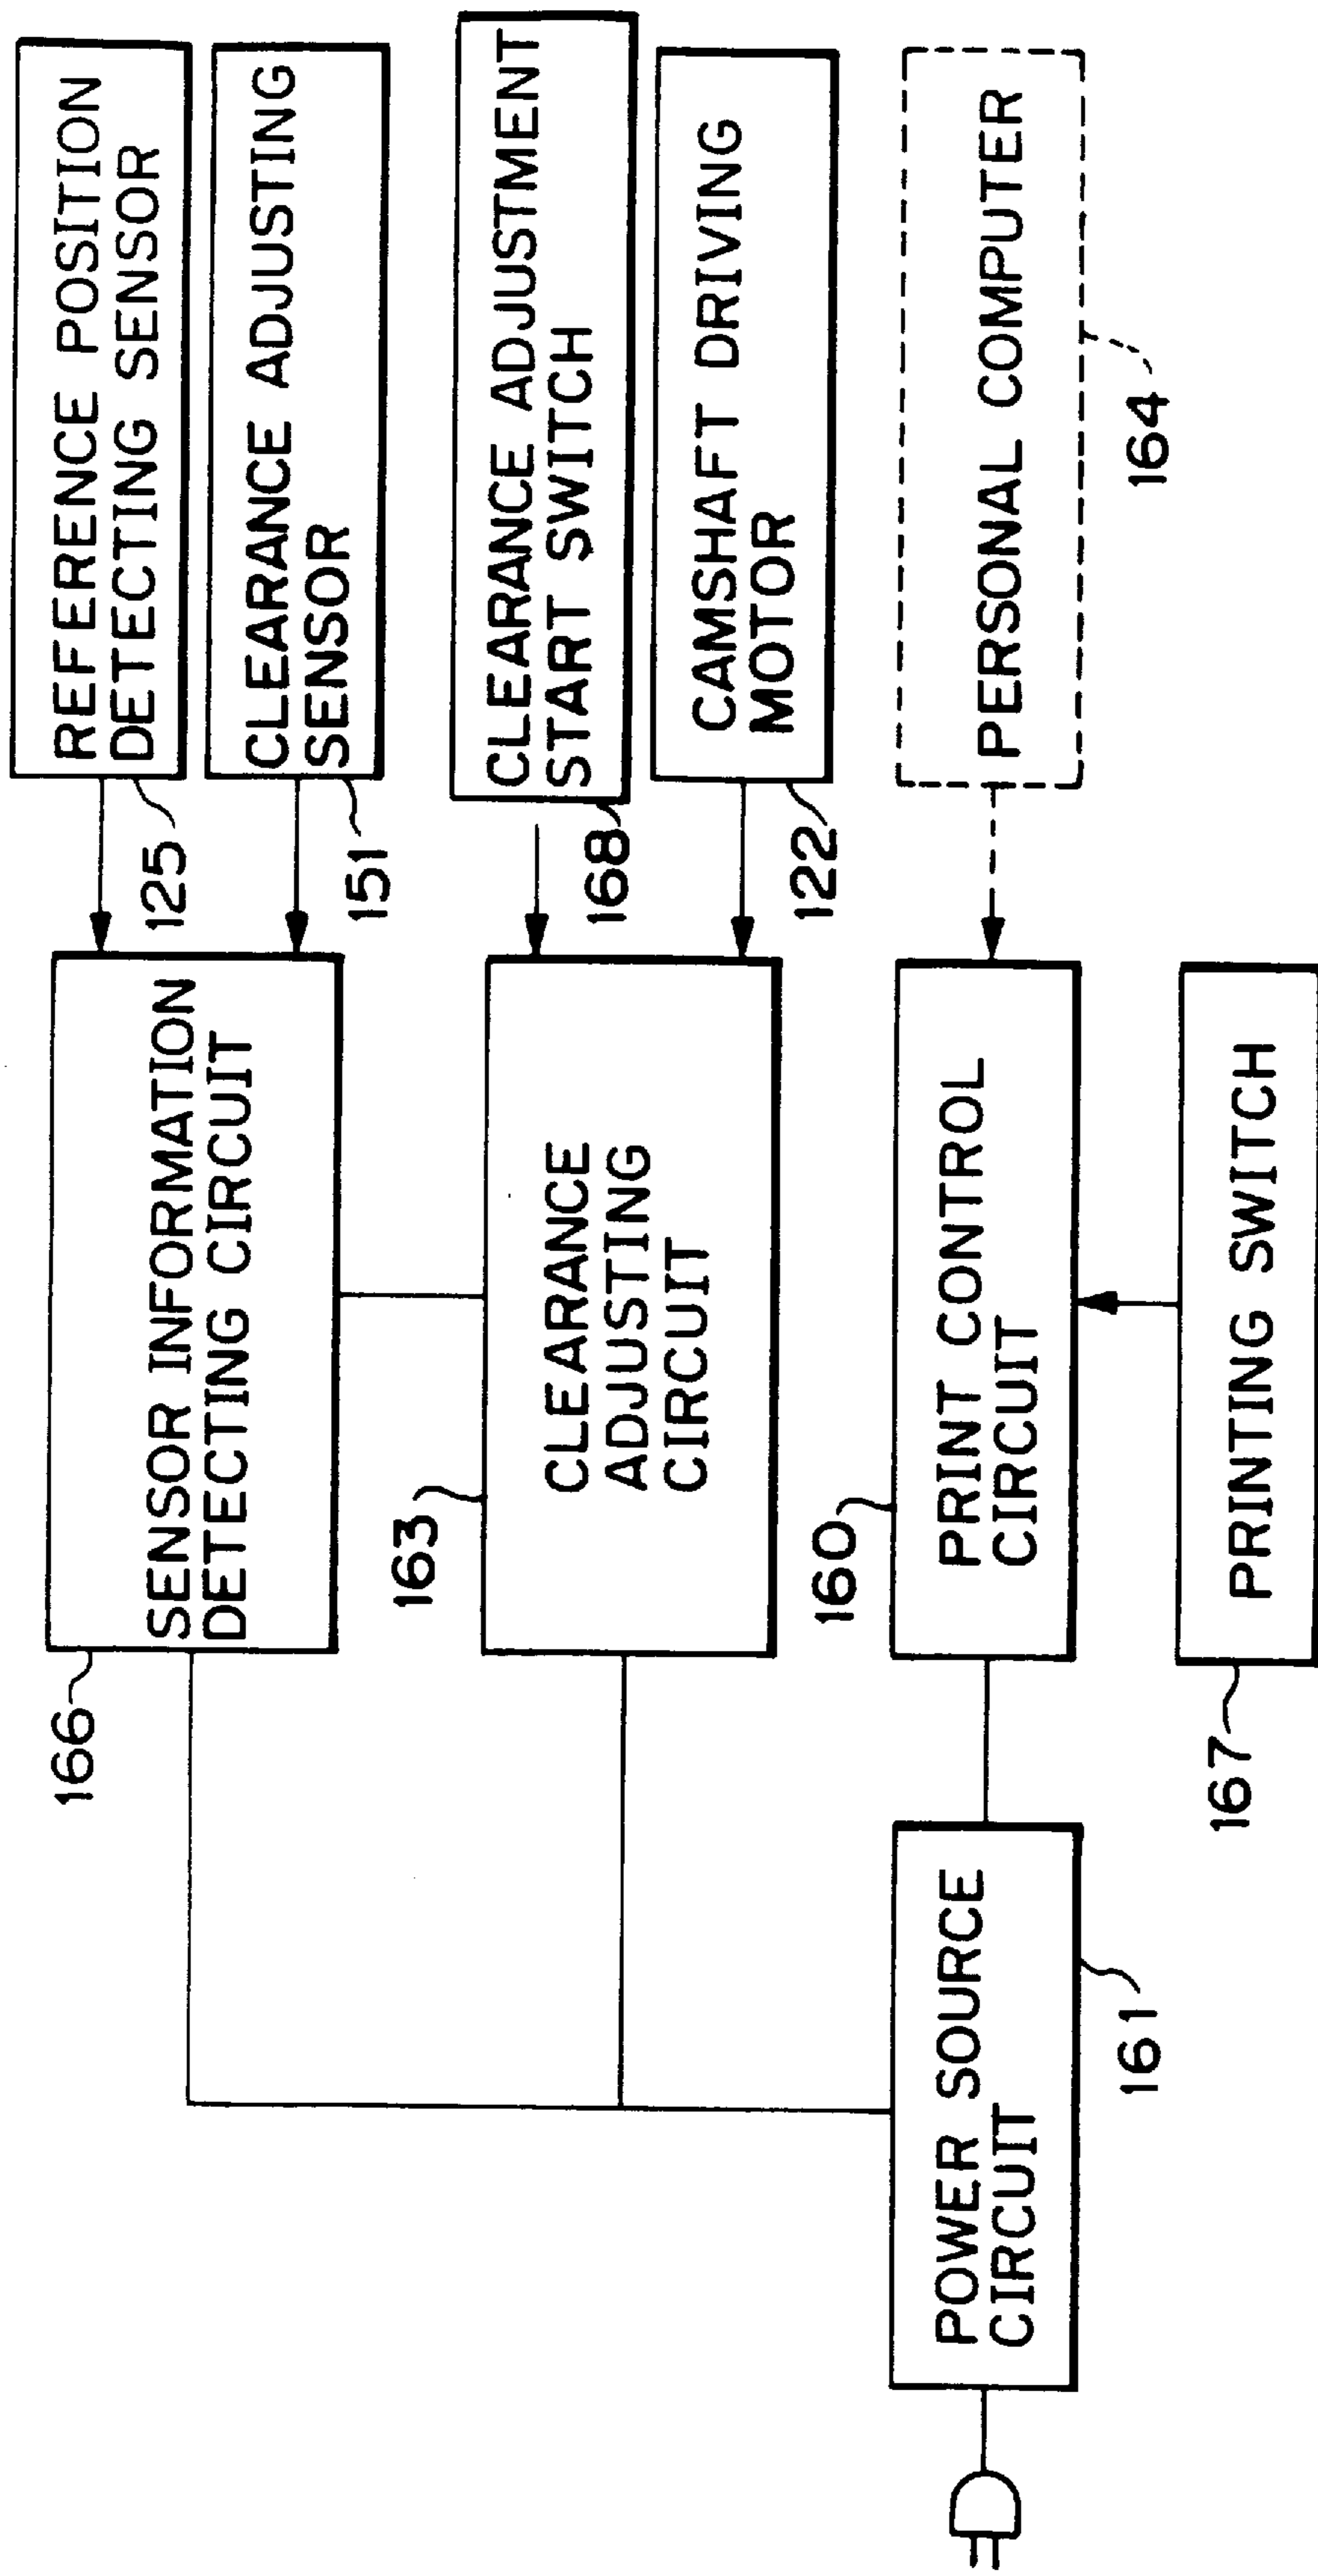 REFERENCE POSITION
DETECTING SENSOR
125
CLEARANCE ADJUSTING
SENSOR
151
SENSOR INFORMATION
DETECTING CIRCUIT
166
CLEARANCE ADJUSTMENT
START SWITCH
168
CAMSHAFT DRIVING
MOTOR
122
CLEARANCE
ADJUSTING
CIRCUIT
163
PERSONAL COMPUTER
164
PRINT CONTROL
CIRCUIT
160
POWER SOURCE
CIRCUIT
161
PRINTING SWITCH
167